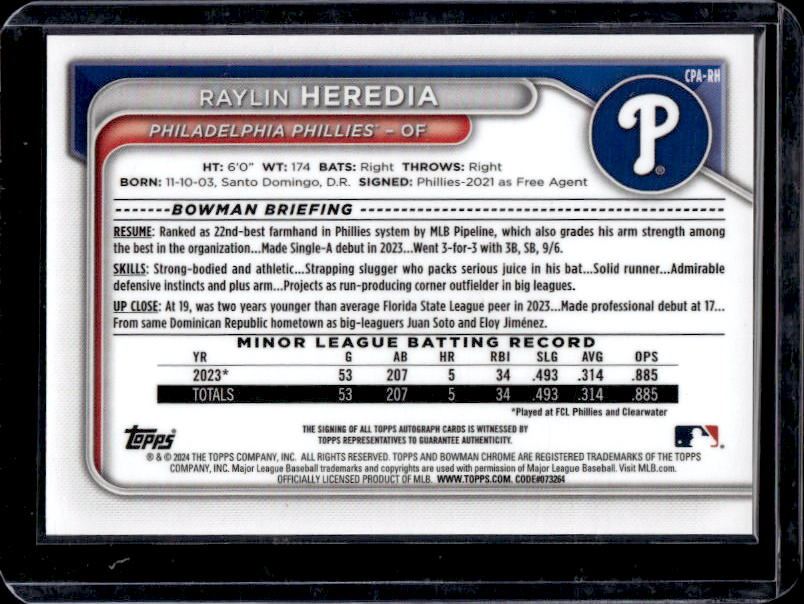 CPA-RH
RAYLIN HEREDIA
PHILADELPHIA PHILLIES™ – OF
P®
HT: 6'0" WT: 174 BATS: Right THROWS: Right
BORN: 11-10-03, Santo Domingo, D.R. SIGNED: Phillies-2021 as Free Agent
BOWMAN BRIEFING
RESUME: Ranked as 22nd-best farmhand in Phillies system by MLB Pipeline, which also grades his arm strength among
the best in the organization...Made Single-A debut in 2023...Went 3-for-3 with 3B, SB, 9/6.
SKILLS: Strong-bodied and athletic...Strapping slugger who packs serious juice in his bat...Solid runner...Admirable
defensive instincts and plus arm...Projects as run-producing corner outfielder in big leagues.
UP CLOSE: At 19, was two years younger than average Florida State League peer in 2023...Made professional debut at 17...
From same Dominican Republic hometown as big-leaguers Juan Soto and Eloy Jiménez.
MINOR LEAGUE BATTING RECORD
YR G AB HR RBI SLG AVG OPS
2023* 53 207 5 34 .493 .314 .885
TOTALS 53 207 5 34 .493 .314 .885
*Played at FCL Phillies and Clearwater
Topps®
THE SIGNING OF ALL TOPPS AUTOGRAPH CARDS IS WITNESSED BY
TOPPS REPRESENTATIVES TO GUARANTEE AUTHENTICITY.
® & © 2024 THE TOPPS COMPANY, INC. ALL RIGHTS RESERVED. TOPPS AND BOWMAN CHROME ARE REGISTERED TRADEMARKS OF THE TOPPS
COMPANY, INC. Major League Baseball trademarks and copyrights are used with permission of Major League Baseball. Visit MLB.com.
OFFICIALLY LICENSED PRODUCT OF MLB. WWW.TOPPS.COM. CODE#073264